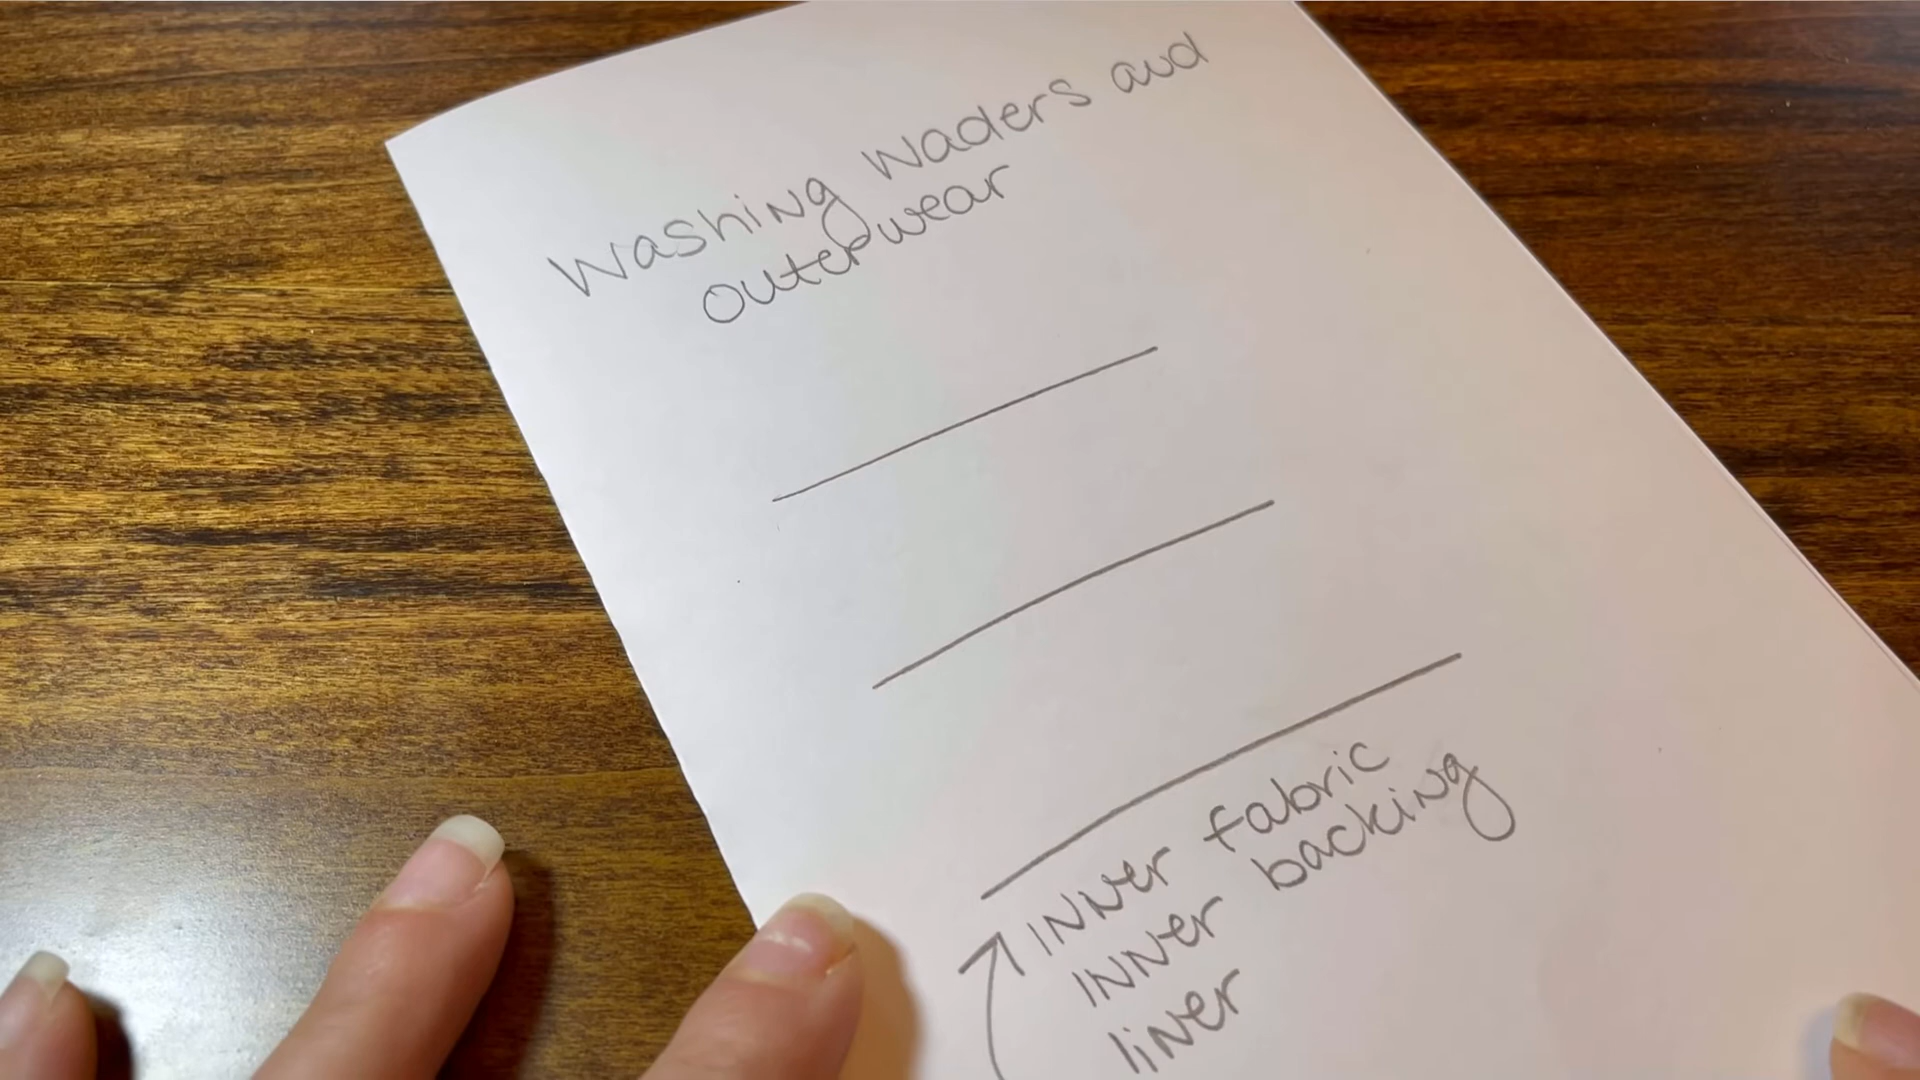 Washing Waders and
outerwear
inner fabric
inner backing
liner